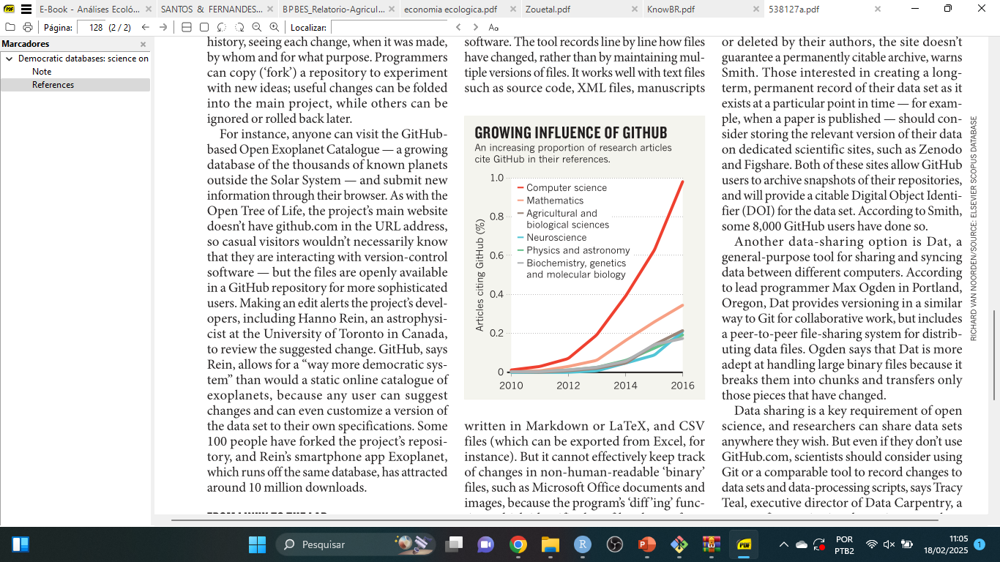 E-Book - Análises Ecoló...
SANTOS & FERNANDES...
BPBES_Relatorio-Agricul...
economia ecologica.pdf
Zouetal.pdf
KnowBR.pdf
538127a.pdf
Página: 128 (2 / 2)
Localizar:
Marcadores
Democratic databases: science on
Note
References
history, seeing each change, when it was made,
by whom and for what purpose. Programmers
can copy (‘fork’) a repository to experiment
with new ideas; useful changes can be folded
into the main project, while others can be
ignored or rolled back later.
For instance, anyone can visit the GitHub-
based Open Exoplanet Catalogue — a growing
database of the thousands of known planets
outside the Solar System — and submit new
information through their browser. As with the
Open Tree of Life, the project’s main website
doesn’t have github.com in the URL address,
so casual visitors wouldn’t necessarily know
that they are interacting with version-control
software — but the files are openly available
in a GitHub repository for more sophisticated
users. Making an edit alerts the project’s devel-
opers, including Hanno Rein, an astrophysi-
cist at the University of Toronto in Canada,
to review the suggested change. GitHub, says
Rein, allows for a “way more democratic sys-
tem” than would a static online catalogue of
exoplanets, because any user can suggest
changes and can even customize a version of
the data set to their own specifications. Some
100 people have forked the project’s reposi-
tory, and Rein’s smartphone app Exoplanet,
which runs off the same database, has attracted
around 10 million downloads.
software. The tool records line by line how files
have changed, rather than by maintaining mul-
tiple versions of files. It works well with text files
such as source code, XML files, manuscripts
GROWING INFLUENCE OF GITHUB
An increasing proportion of research articles
cite GitHub in their references.
Articles citing GitHub (%)
1.0
0.8
0.6
0.4
0.2
0
Computer science
Mathematics
Agricultural and
biological sciences
Neuroscience
Physics and astronomy
Biochemistry, genetics
and molecular biology
2010
2012
2014
2016
written in Markdown or LaTeX, and CSV
files (which can be exported from Excel, for
instance). But it cannot effectively keep track
of changes in non-human-readable ‘binary’
files, such as Microsoft Office documents and
images, because the program’s ‘diff’ing’ func-
or deleted by their authors, the site doesn’t
guarantee a permanently citable archive, warns
Smith. Those interested in creating a long-
term, permanent record of their data set as it
exists at a particular point in time — for exam-
ple, when a paper is published — should con-
sider storing the relevant version of their data
on dedicated scientific sites, such as Zenodo
and Figshare. Both of these sites allow GitHub
users to archive snapshots of their repositories,
and will provide a citable Digital Object Identi-
fier (DOI) for the data set. According to Smith,
some 8,000 GitHub users have done so.
Another data-sharing option is Dat, a
general-purpose tool for sharing and syncing
data between different computers. According
to lead programmer Max Ogden in Portland,
Oregon, Dat provides versioning in a similar
way to Git for collaborative work, but includes
a peer-to-peer file-sharing system for distrib-
uting data files. Ogden says that Dat is more
adept at handling large binary files because it
breaks them into chunks and transfers only
those pieces that have changed.
Data sharing is a key requirement of open
science, and researchers can share data sets
anywhere they wish. But even if they don’t use
GitHub.com, scientists should consider using
Git or a comparable tool to record changes to
data sets and data-processing scripts, says Tracy
Teal, executive director of Data Carpentry, a
RICHARD VAN NOORDEN/SOURCE: ELSEVIER SCOPUS DATABASE
Pesquisar
POR
PTB2
11:05
18/02/2025
1